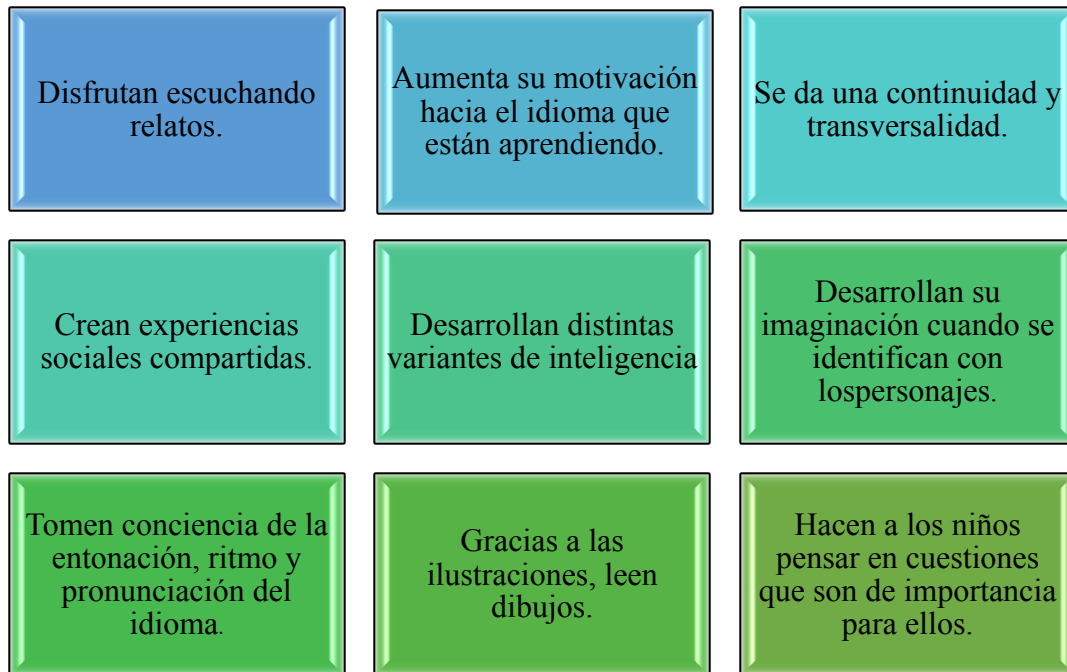 Disfrutan escuchando
relatos.
Aumenta su motivación
hacia el idioma que
están aprendiendo.
Se da una continuidad y
transversalidad.
Crean experiencias
sociales compartidas.
Desarrollan distintas
variantes de inteligencia
Desarrollan su
imaginación cuando se
identifican con
lospersonajes.
Tomen conciencia de la
entonación, ritmo y
pronunciación del
idioma.
Gracias a las
ilustraciones, leen
dibujos.
Hacen a los niños
pensar en cuestiones
que son de importancia
para ellos.